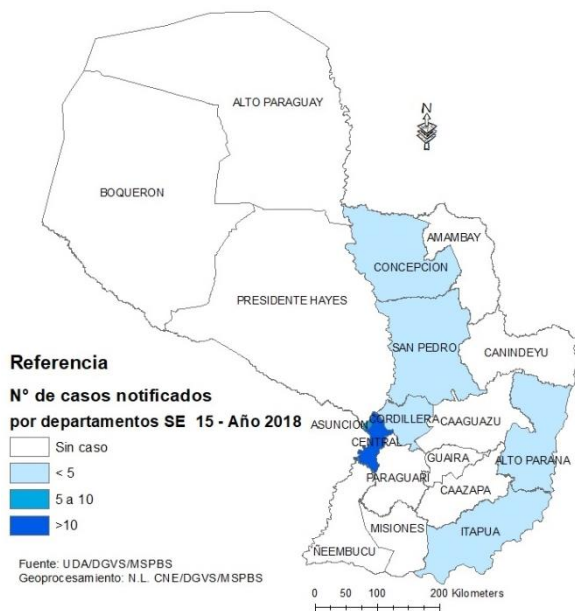 N
ALTO PARAGUAY
BOQUERON
AMAMBAY
CONCEPCION
PRESIDENTE HAYES
SAN PEDRO
CANINDEYU
Referencia
N° de casos notificados
por departamentos SE 15 - Año 2018
Sin caso
< 5
5 a 10
>10
ASUNCION
CORDILLERA
CAAGUAZU
CENTRAL
GUAIRA
ALTO PARANA
PARAGUARÍ
CAAZAPA
MISIONES
ITAPUA
ÑEEMBUCU
Fuente: UDA/DGVS/MSPBS
Geoprocesamiento: N.L. CNE/DGVS/MSPBS
0 50 100 200 Kilometers